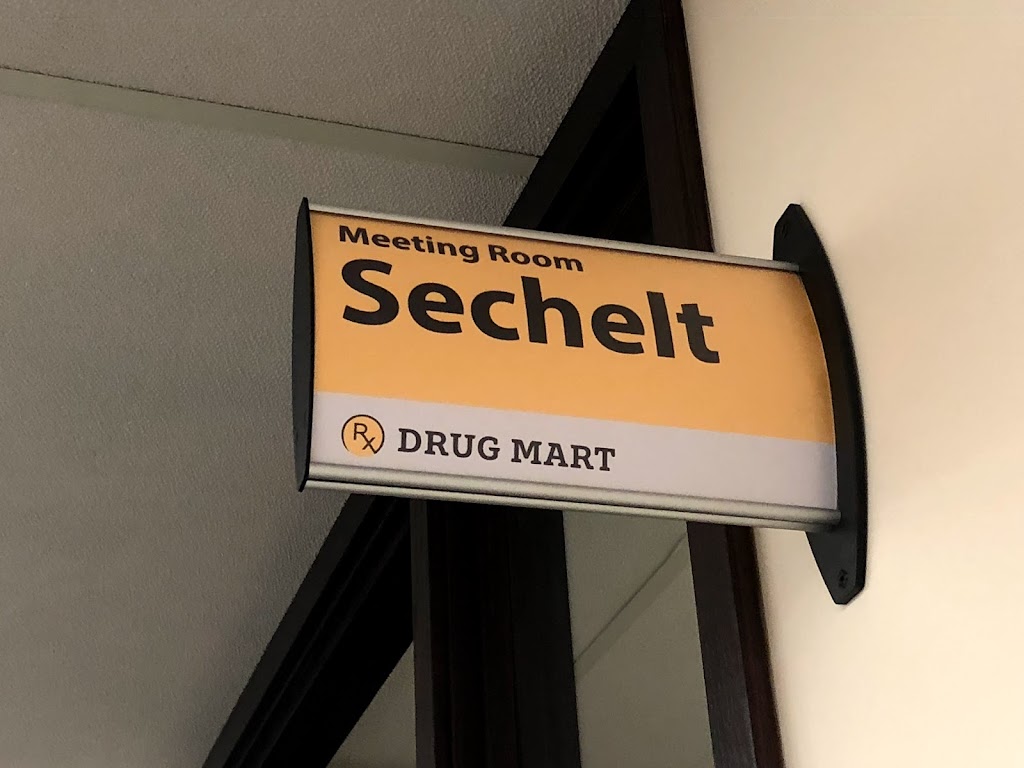 Meeting Room
Sechelt
Rx DRUG MART